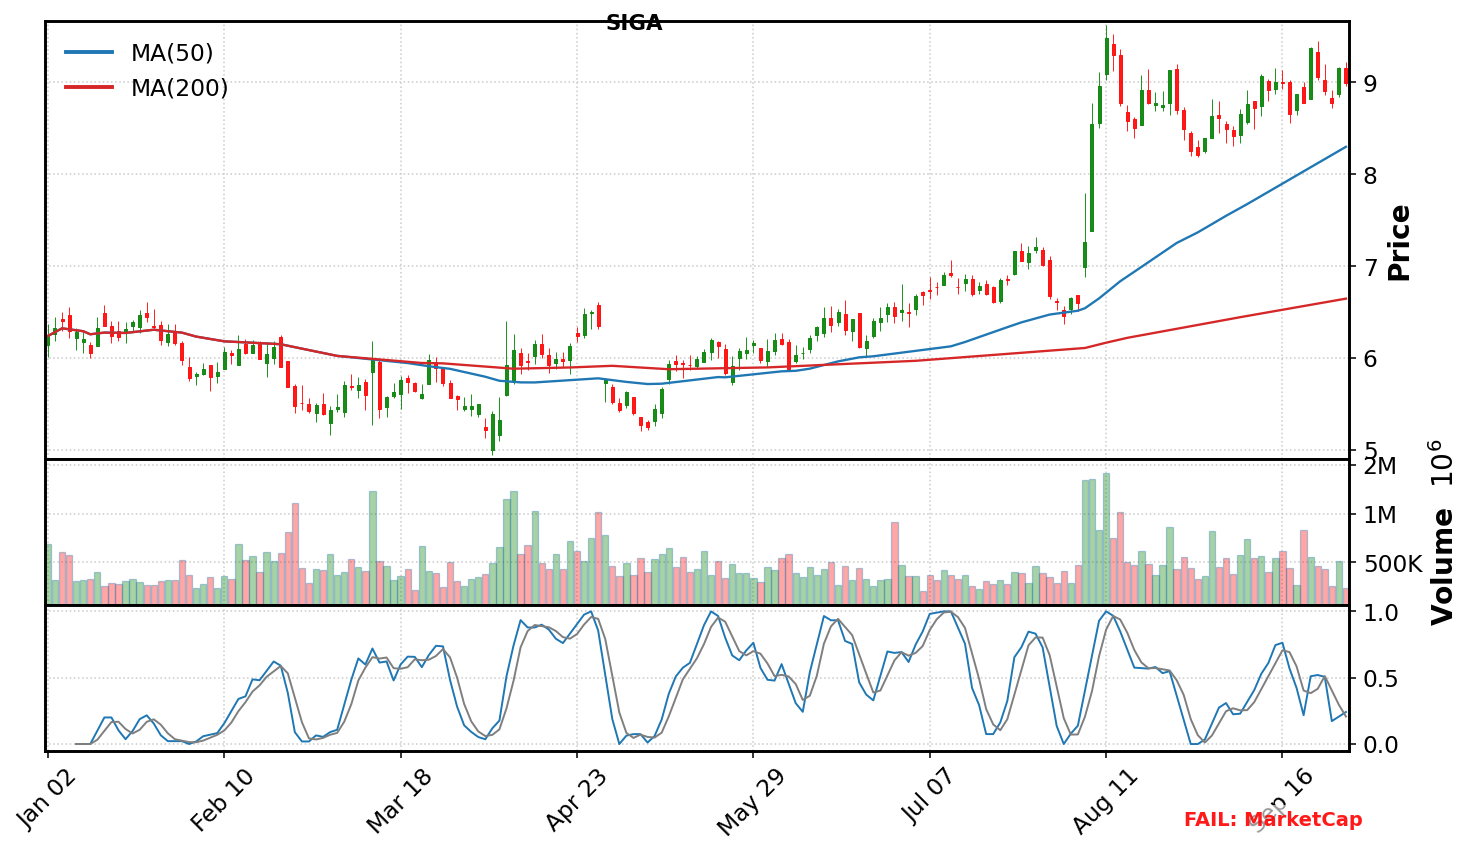 SIGA
MA(50)
MA(200)
9
8
7
6
5
Price
2M
1M
500K
Volume 10⁶
1.0
0.5
0.0
Jan 02
Feb 10
Mar 18
Apr 23
May 29
Jul 07
Aug 11
Sep 16
FAIL: MarketCap